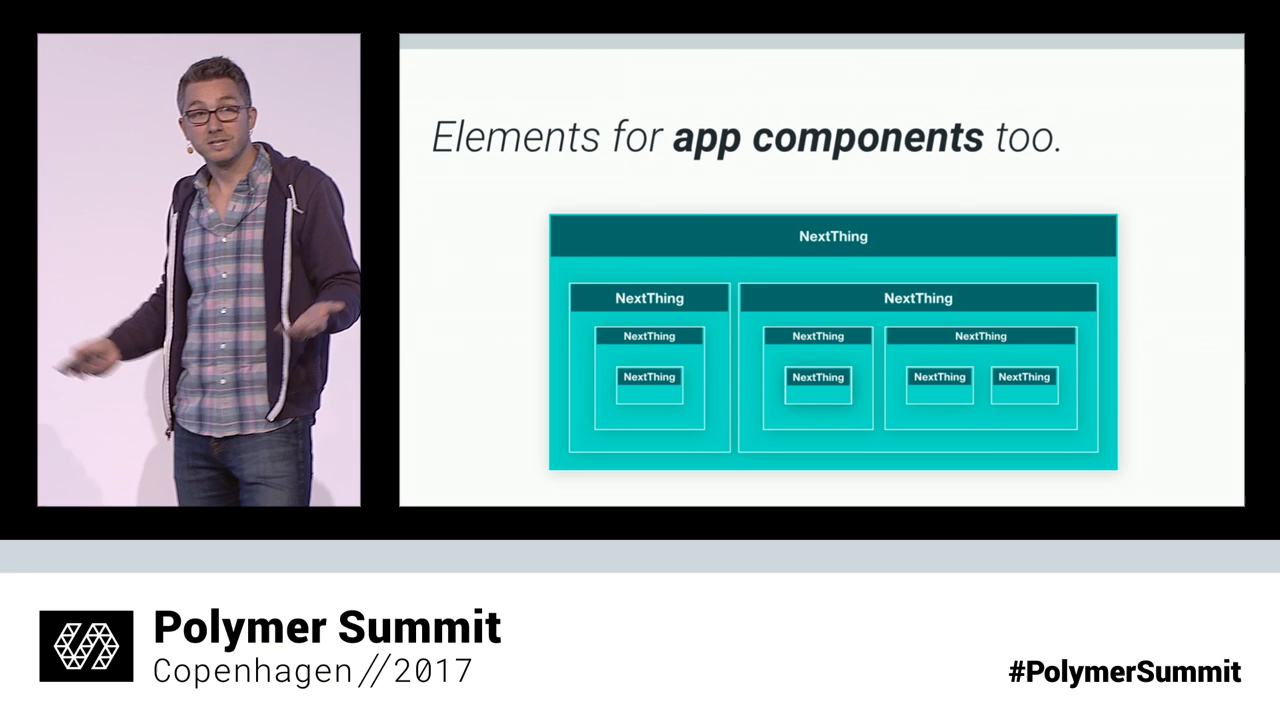 Elements for app components too.
NextThing
NextThing
NextThing
NextThing
NextThing
NextThing
NextThing
NextThing
NextThing
NextThing
Polymer Summit
Copenhagen//2017
#PolymerSummit